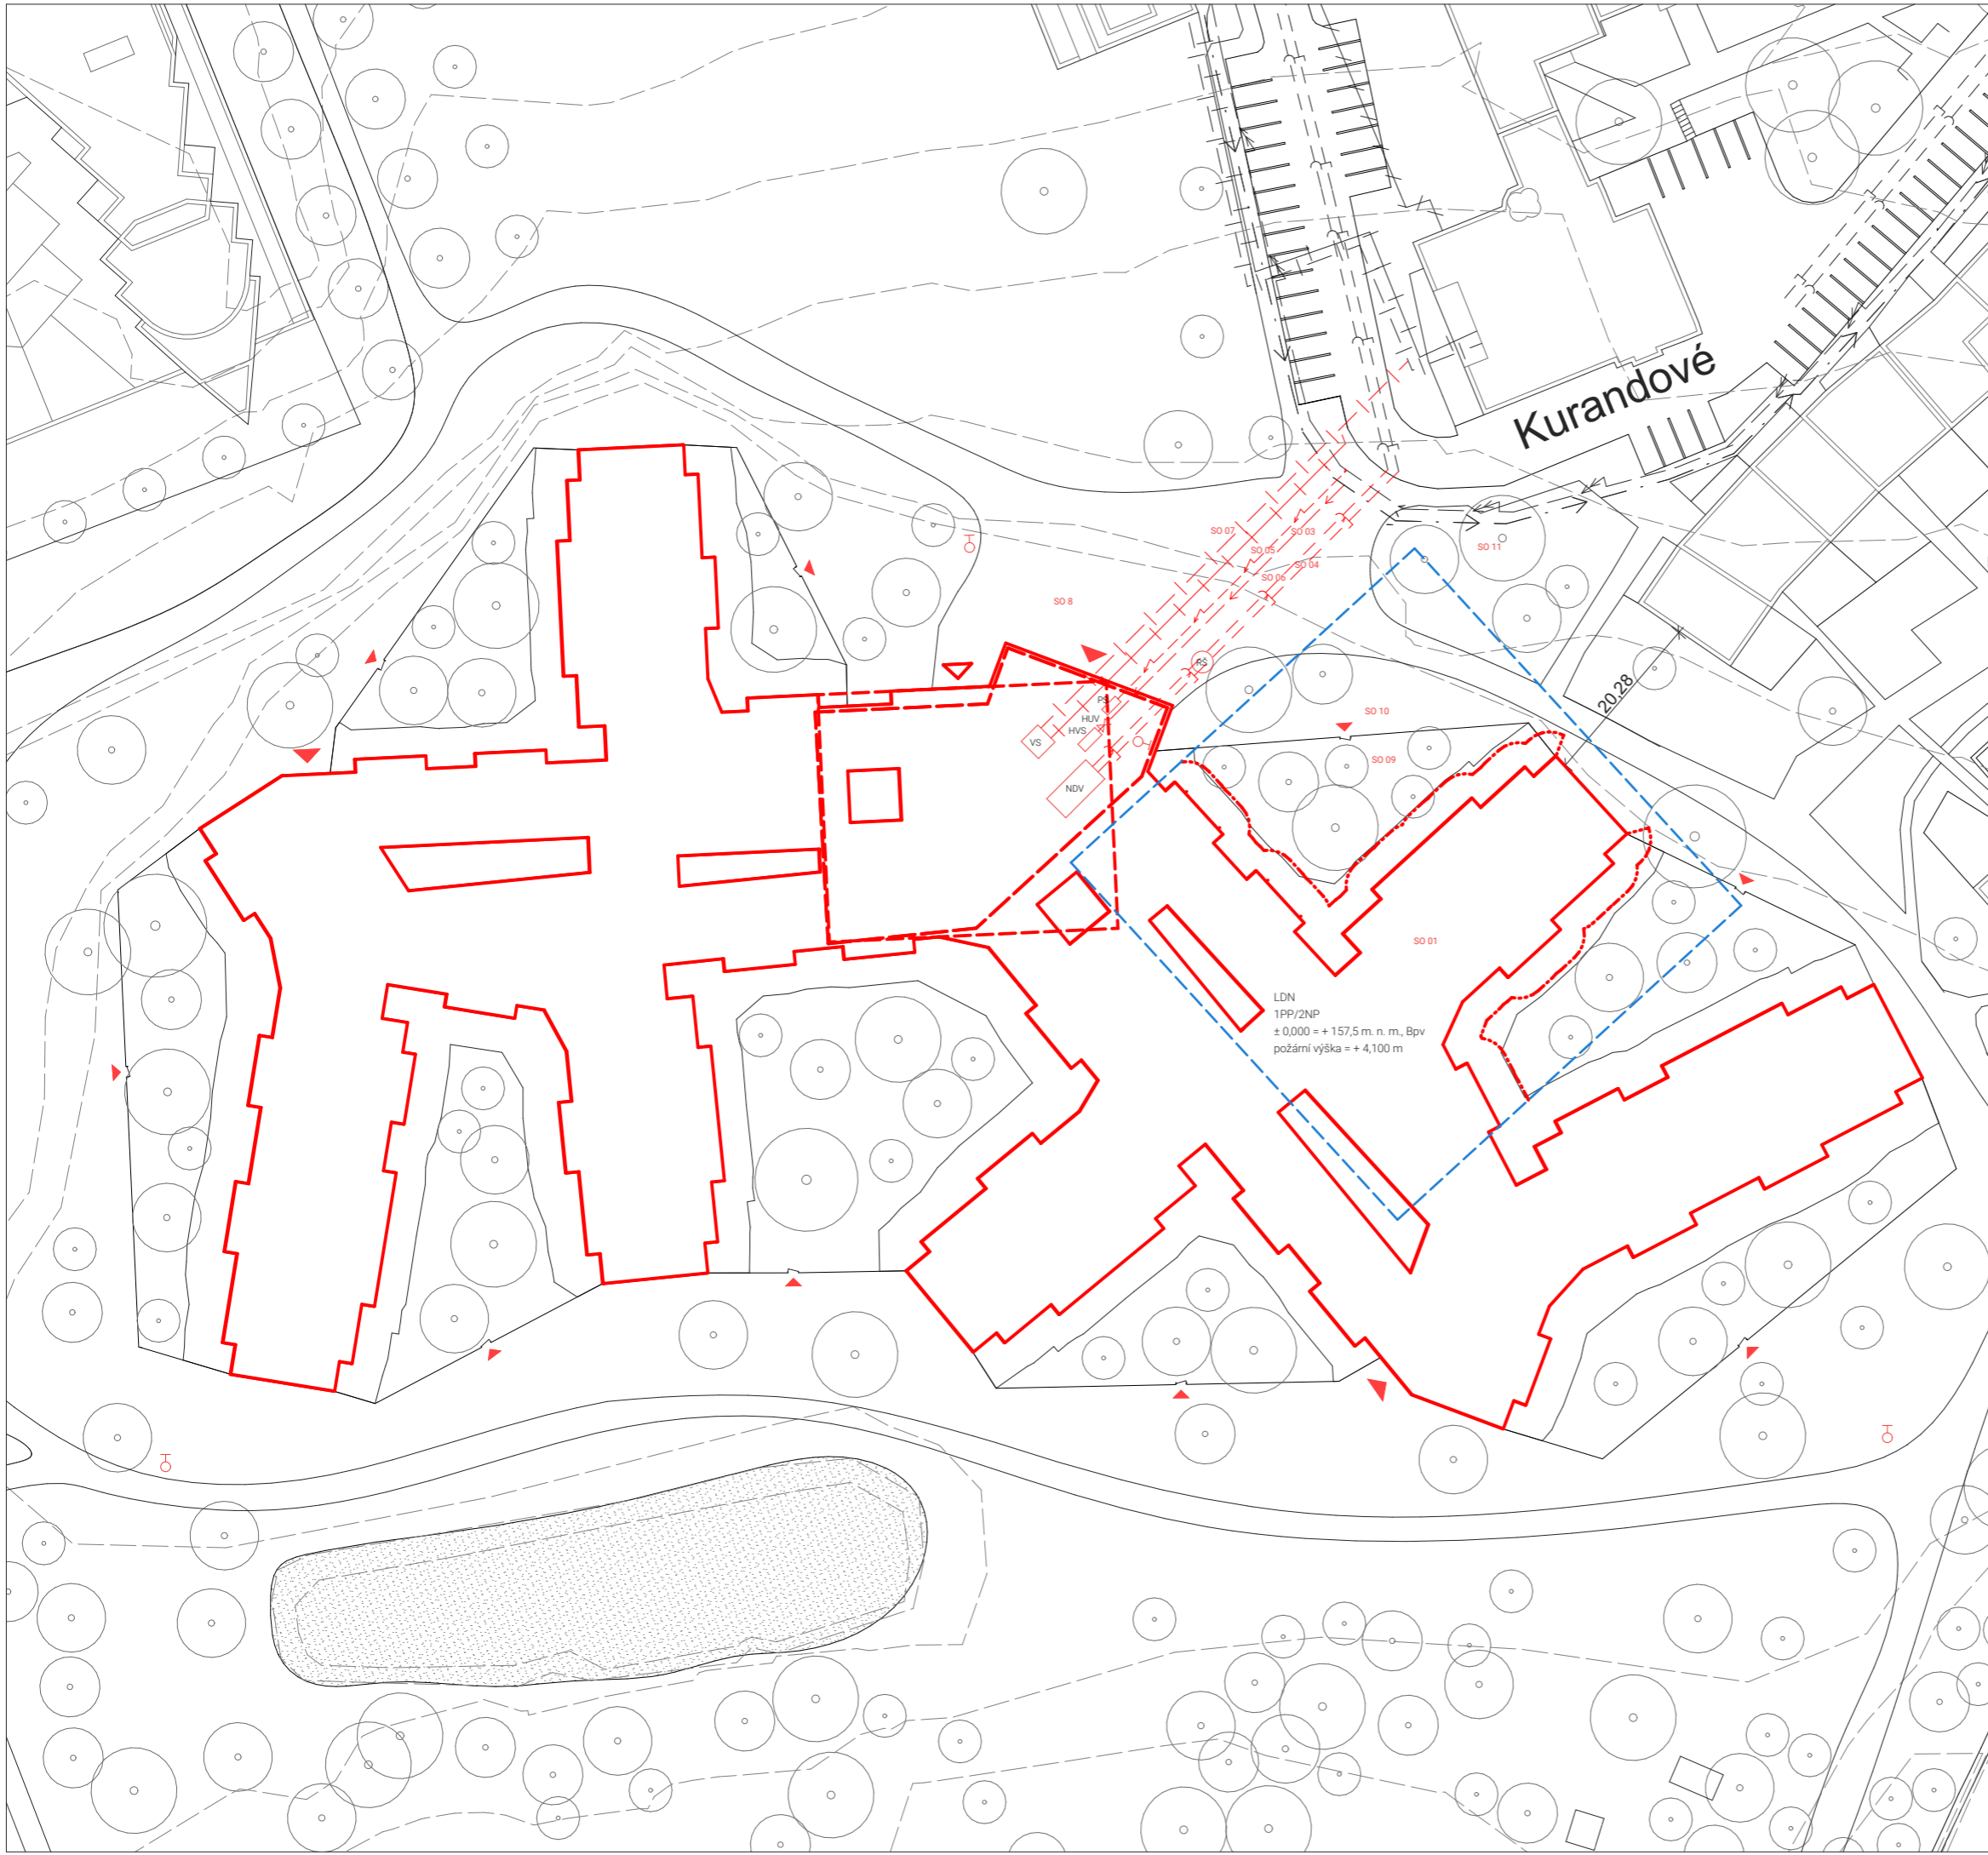 Kurandové
SO 07
SO 03
SO 05
SO 04
SO 06
SO 11
SO 8
RŠ
PS
HUV
HVS
VS
NDV
SO 10
SO 09
20,28
SO 01
LDN
1PP/2NP
± 0,000 = + 157,5 m. n. m., Bpv
požární výška = + 4,100 m